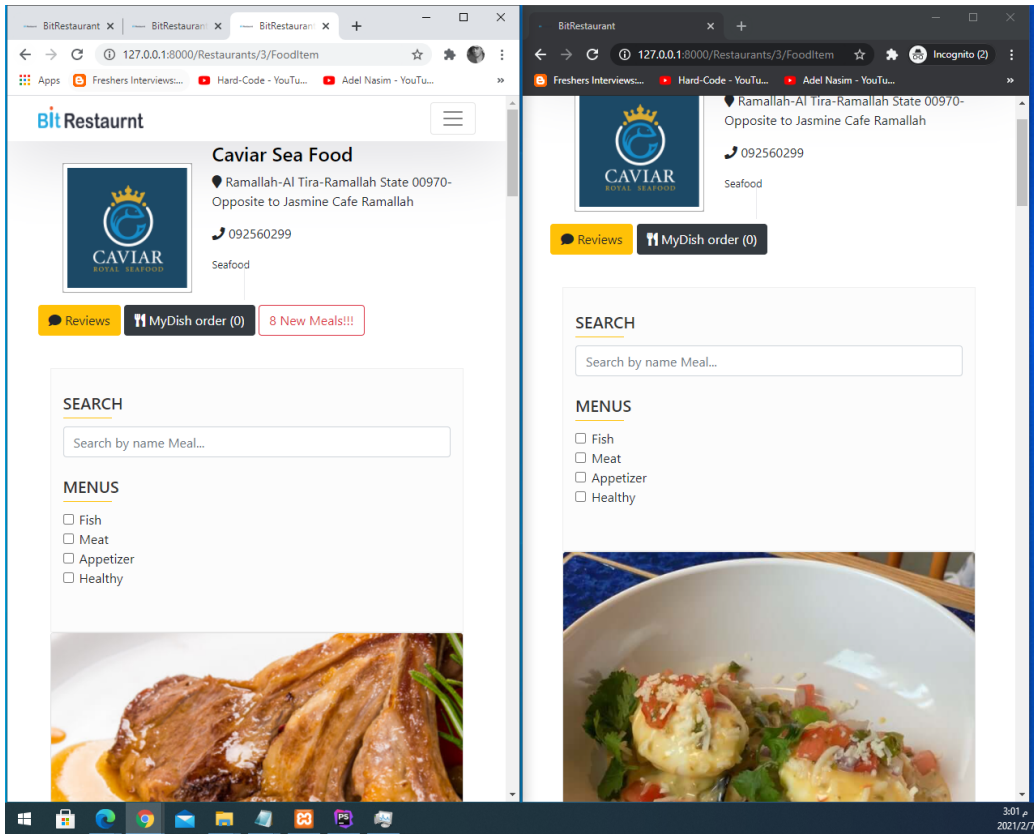 BitRestaurant
BitRestaurant
BitRestaurant
127.0.0.1:8000/Restaurants/3/FoodItem
Apps
Freshers Interviews:...
Hard-Code - YouTu...
Adel Nasim - YouTu...
»
Bİt Restaurnt
CAVIAR
ROYAL SEAFOOD
Caviar Sea Food
Ramallah-Al Tira-Ramallah State 00970-
Opposite to Jasmine Cafe Ramallah
092560299
Seafood
Reviews
MyDish order (0)
8 New Meals!!!
SEARCH
Search by name Meal...
MENUS
Fish
Meat
Appetizer
Healthy
BitRestaurant
127.0.0.1:8000/Restaurants/3/FoodItem
Incognito (2)
Freshers Interviews:...
Hard-Code - YouTu...
Adel Nasim - YouTu...
»
CAVIAR
ROYAL SEAFOOD
Ramallah-Al Tira-Ramallah State 00970-
Opposite to Jasmine Cafe Ramallah
092560299
Seafood
Reviews
MyDish order (0)
SEARCH
Search by name Meal...
MENUS
Fish
Meat
Appetizer
Healthy
PS
3:01 م
2021/2/7